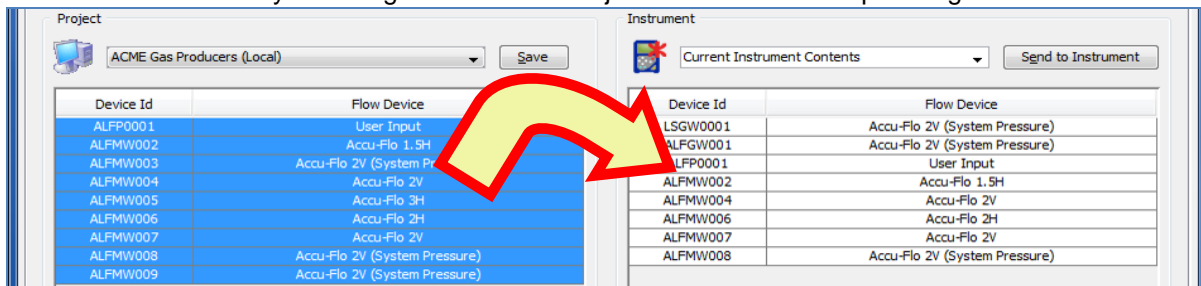 Project
ACME Gas Producers (Local)
Save
Device Id Flow Device
ALFP0001 User Input
ALFMW002 Accu-Flo 1.5H
ALFMW003 Accu-Flo 2V (System
ALFMW004 Accu-Flo 2V
ALFMW005 Accu-Flo 3H
ALFMW006 Accu-Flo 2H
ALFMW007 Accu-Flo 2V
ALFMW008 Accu-Flo 2V (System Pressure)
ALFMW009 Accu-Flo 2V (System Pressure)
Instrument
Current Instrument Contents
Send to Instrument
Device Id Flow Device
LSGW0001 Accu-Flo 2V (System Pressure)
ALFGW001 Accu-Flo 2V (System Pressure)
LFP0001 User Input
ALFMW002 Accu-Flo 1.5H
ALFMW004 Accu-Flo 2V
ALFMW006 Accu-Flo 2H
ALFMW007 Accu-Flo 2V
ALFMW008 Accu-Flo 2V (System Pressure)